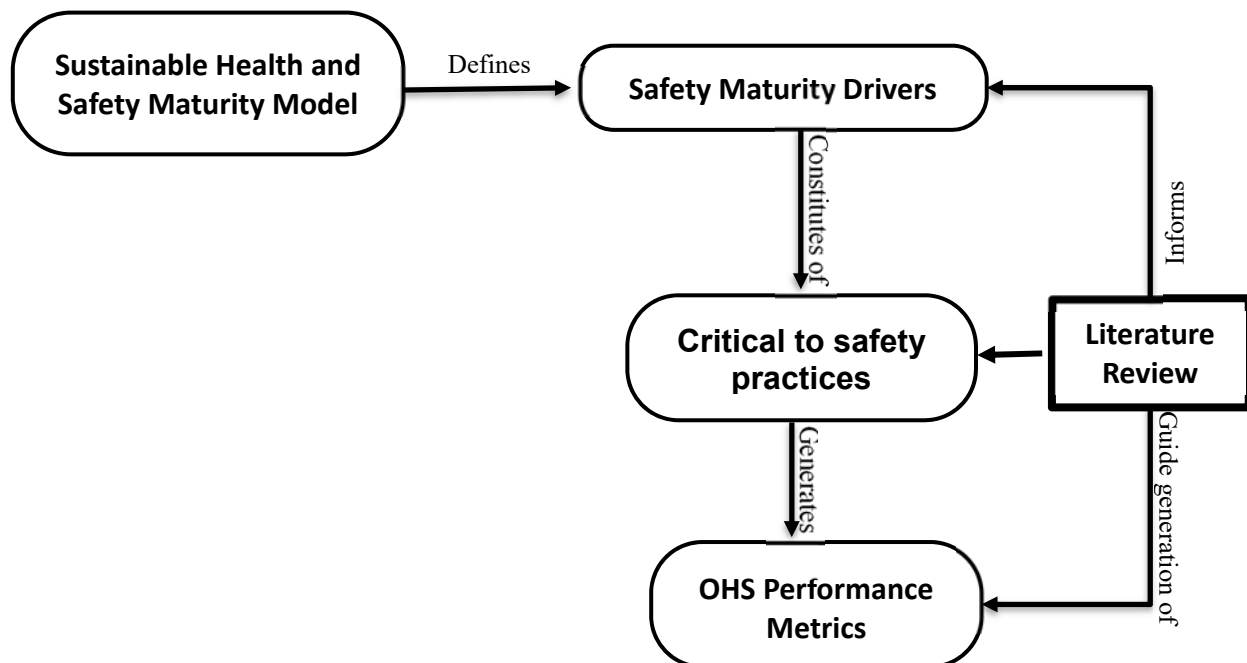 Sustainable Health and
Safety Maturity Model
Defines
Safety Maturity Drivers
Constitutes of
Informs
Critical to safety
practices
Literature
Review
Generates
Guide generation of
OHS Performance
Metrics